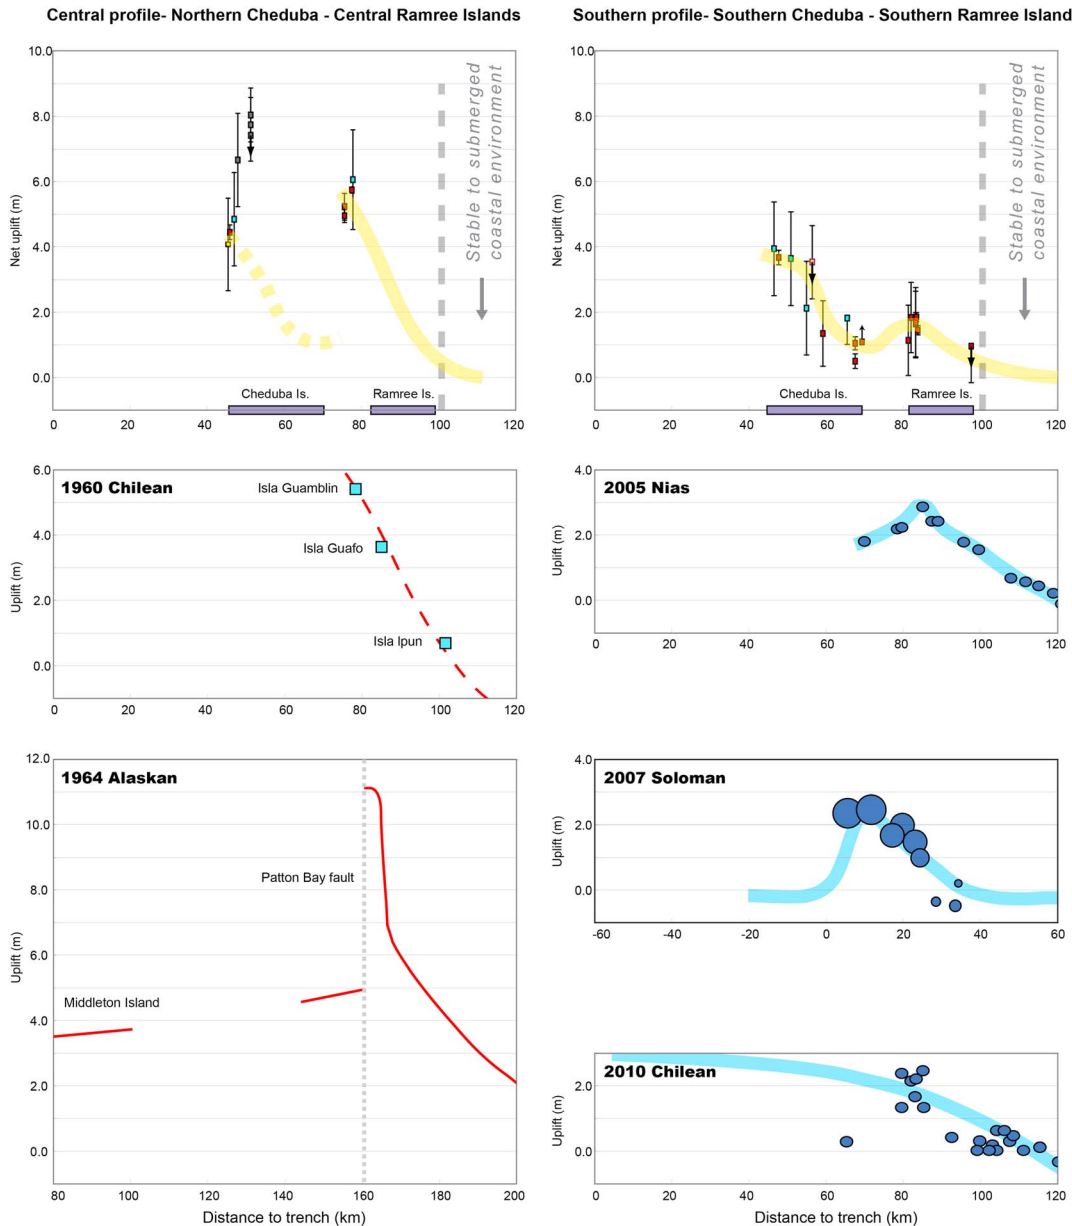 Central profile- Northern Cheduba - Central Ramree Islands
10.0
8.0
6.0
4.0
2.0
0.0
Net uplift (m)
Stable to submerged
coastal environment
Cheduba Is.
Ramree Is.
0
20
40
60
80
100
120
Southern profile- Southern Cheduba - Southern Ramree Island
10.0
8.0
6.0
4.0
2.0
0.0
Net uplift (m)
Stable to submerged
coastal environment
Cheduba Is.
Ramree Is.
0
20
40
60
80
100
120
1960 Chilean
6.0
4.0
2.0
0.0
Uplift (m)
Isla Guamblin
Isla Guafo
Isla Ipun
0
20
40
60
80
100
120
2005 Nias
4.0
2.0
0.0
Uplift (m)
0
20
40
60
80
100
120
1964 Alaskan
12.0
10.0
8.0
6.0
4.0
2.0
0.0
Uplift (m)
Patton Bay fault
Middleton Island
80
100
120
140
160
180
200
Distance to trench (km)
2007 Soloman
4.0
2.0
0.0
Uplift (m)
-60
-40
-20
0
20
40
60
2010 Chilean
2.0
0.0
Uplift (m)
0
20
40
60
80
100
120
Distance to trench (km)